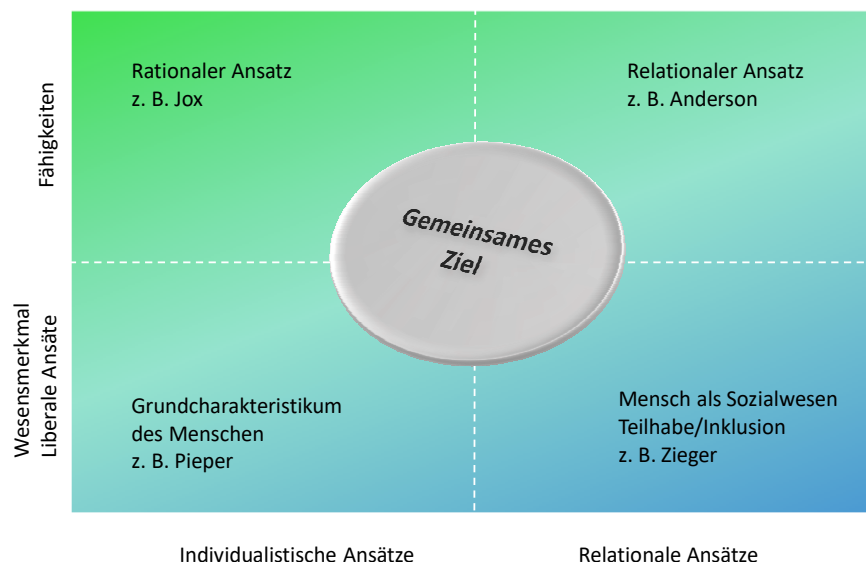 Fähigkeiten
Rationaler Ansatz
z. B. Jox
Relationaler Ansatz
z. B. Anderson
Gemeinsames
Ziel
Wesensmerkmal
Liberale Ansäte
Grundcharakteristikum
des Menschen
z. B. Pieper
Mensch als Sozialwesen
Teilhabe/Inklusion
z. B. Zieger
Individualistische Ansätze
Relationale Ansätze